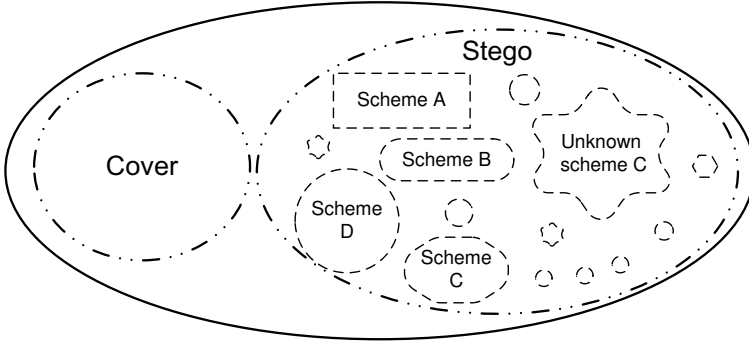 Stego
Cover
Scheme A
Scheme B
Unknown
scheme C
Scheme
D
Scheme
C